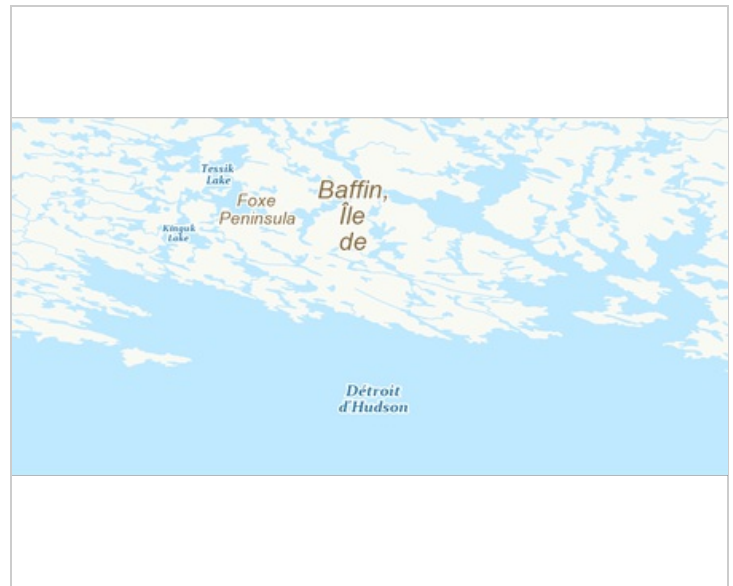 Tessik
Lake
Foxe
Peninsula
Baffin,
Île
de
Kinguk
Lake
Détroit
d'Hudson